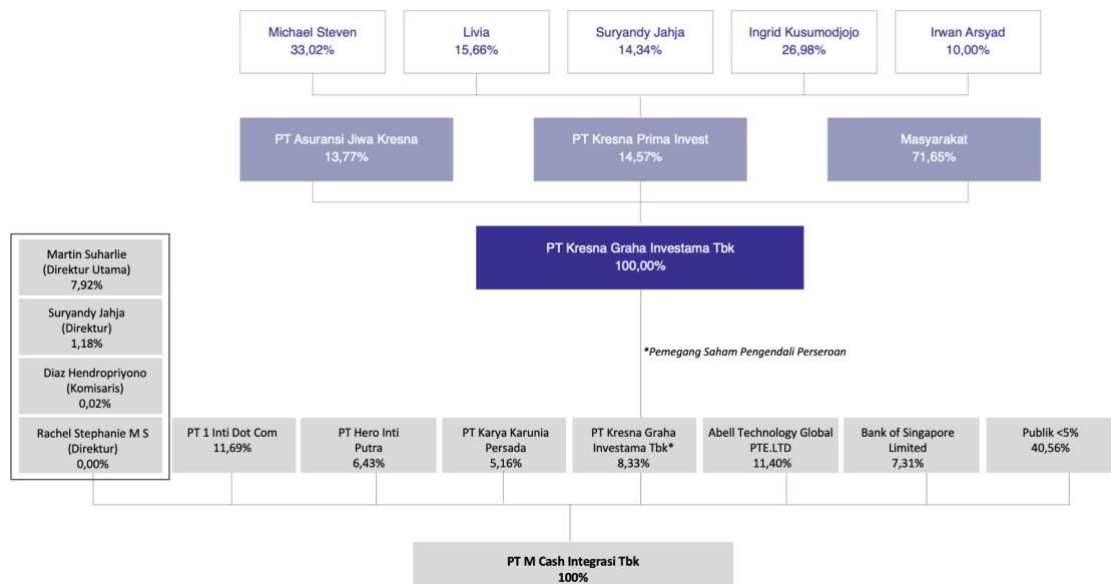 Michael Steven
33,02%
Livia
15,66%
Suryandy Jahja
14,34%
Ingrid Kusumodjojo
26,98%
Irwan Arsyad
10,00%
PT Asuransi Jiwa Kresna
13,77%
PT Kresna Prima Invest
14,57%
Masyarakat
71,65%
PT Kresna Graha Investama Tbk
100,00%
*Pemegang Saham Pengendali Perseroan
Martin Suharlie
(Direktur Utama)
7,92%
Suryandy Jahja
(Direktur)
1,18%
Diaz Hendropriyono
(Komisaris)
0,02%
Rachel Stephanie M S
(Direktur)
0,00%
PT 1 Inti Dot Com
11,69%
PT Hero Inti
Putra
6,43%
PT Karya Karunia
Persada
5,16%
PT Kresna Graha
Investama Tbk*
8,33%
Abell Technology Global
PTE.LTD
11,40%
Bank of Singapore
Limited
7,31%
Publik <5%
40,56%
PT M Cash Integrasi Tbk
100%